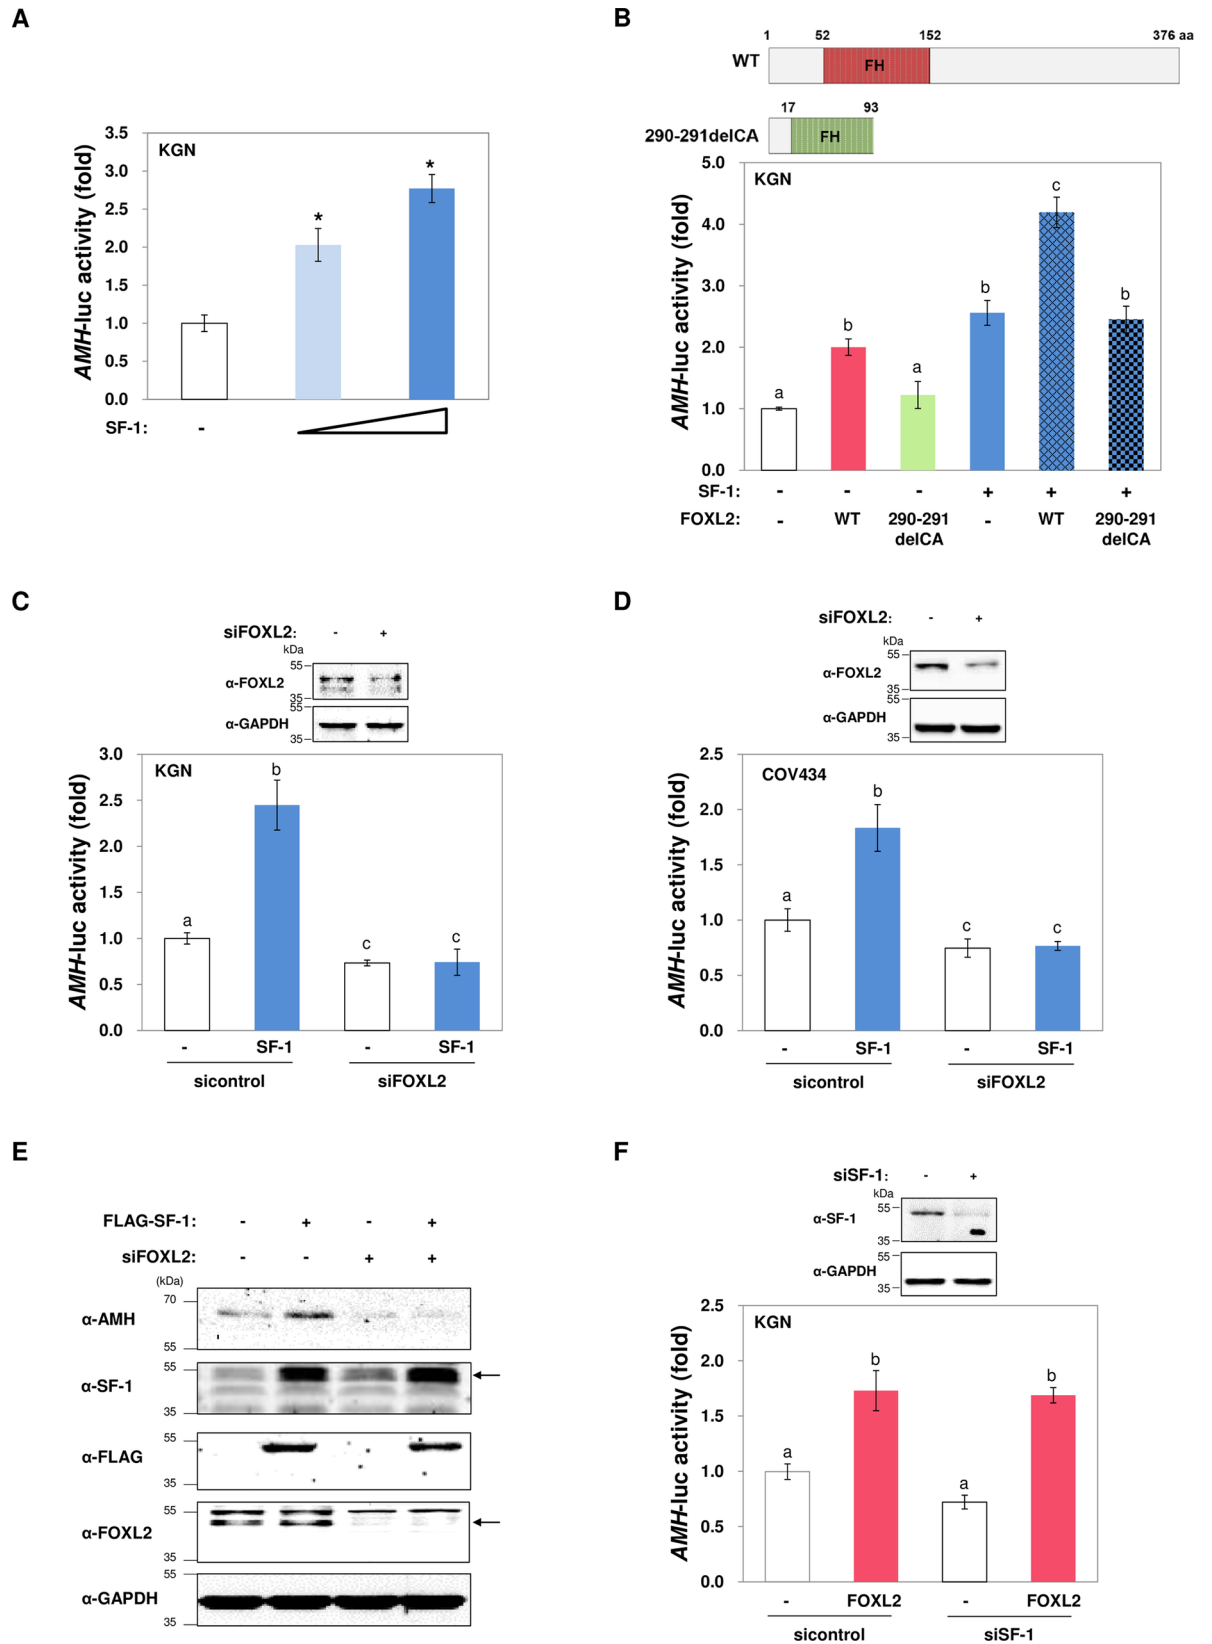 A
AMH-luc activity (fold)
3.5
3.0
2.5
2.0
1.5
1.0
0.5
0.0
KGN
*
*
SF-1:
-
B
1 52 152 376 aa
WT
FH
17 93
290-291delCA
FH
AMH-luc activity (fold)
5.0
4.0
3.0
2.0
1.0
0.0
KGN
a b a b c b
SF-1: - - - + + +
FOXL2: - WT 290-291 - WT 290-291
delCA delCA
C
siFOXL2: - +
kDa
55
α-FOXL2
35
55
α-GAPDH
35
AMH-luc activity (fold)
3.0
2.5
2.0
1.5
1.0
0.5
0.0
KGN
a b c c
- SF-1 - SF-1
sicontrol siFOXL2
D
siFOXL2: - +
kDa
55
α-FOXL2
35
55
α-GAPDH
35
AMH-luc activity (fold)
2.5
2.0
1.5
1.0
0.5
0.0
COV434
a b c c
- SF-1 - SF-1
sicontrol siFOXL2
E
FLAG-SF-1: - + - +
siFOXL2: - - + +
(kDa)
70
α-AMH
55
55
α-SF-1
35
55
α-FLAG
35
55
α-FOXL2
35
55
α-GAPDH
35
F
siSF-1: - +
kDa
55
α-SF-1
35
55
α-GAPDH
35
AMH-luc activity (fold)
2.5
2.0
1.5
1.0
0.5
0.0
KGN
a b a b
- FOXL2 - FOXL2
sicontrol siSF-1